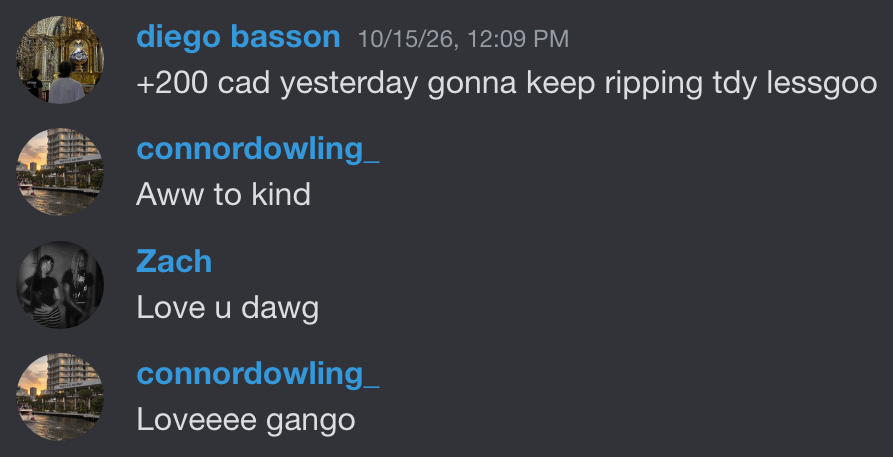 diego basson 10/15/26, 12:09 PM
+200 cad yesterday gonna keep ripping tdy lessgoo
connordowling_
Aww to kind
Zach
Love u dawg
connordowling_
Loveeee gango